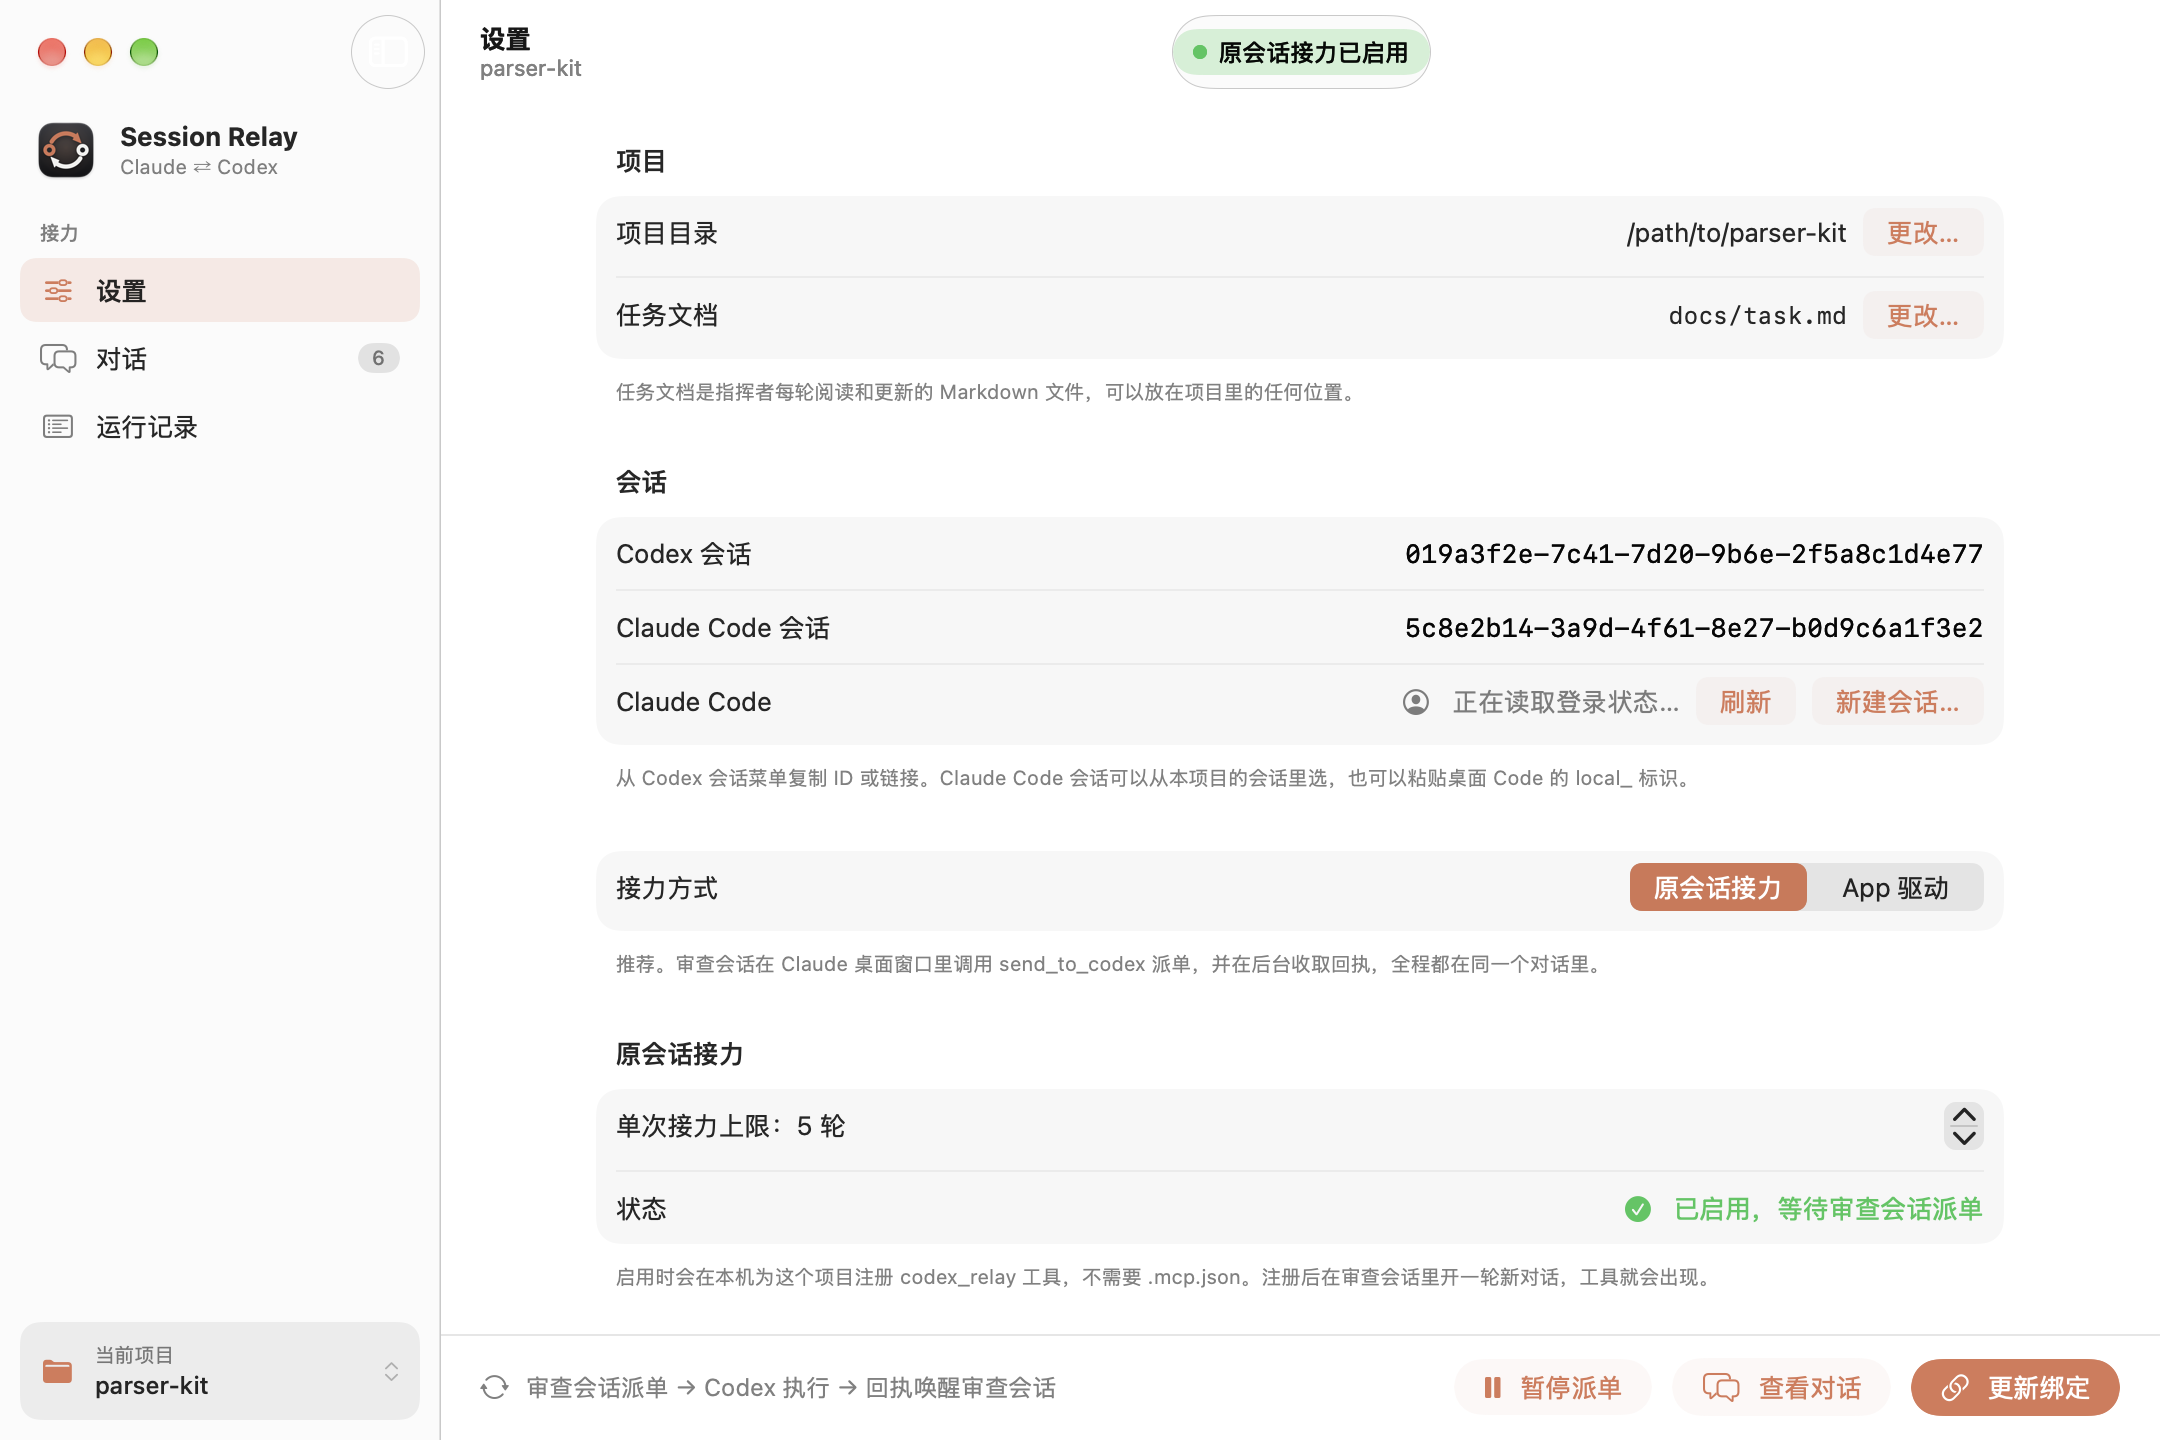 Session Relay
Claude ⇄ Codex
接力
设置
对话
6
运行记录
当前项目
parser-kit
设置
parser-kit
原会话接力已启用
项目
项目目录
/path/to/parser-kit
更改...
任务文档
docs/task.md
更改...
任务文档是指挥者每轮阅读和更新的 Markdown 文件，可以放在项目里的任何位置。
会话
Codex 会话
019a3f2e-7c41-7d20-9b6e-2f5a8c1d4e77
Claude Code 会话
5c8e2b14-3a9d-4f61-8e27-b0d9c6a1f3e2
Claude Code
正在读取登录状态...
刷新
新建会话...
从 Codex 会话菜单复制 ID 或链接。Claude Code 会话可以从本项目的会话里选，也可以粘贴桌面 Code 的 local_ 标识。
接力方式
原会话接力
App 驱动
推荐。审查会话在 Claude 桌面窗口里调用 send_to_codex 派单，并在后台收取回执，全程都在同一个对话里。
原会话接力
单次接力上限：5 轮
状态
已启用，等待审查会话派单
启用时会在本机为这个项目注册 codex_relay 工具，不需要 .mcp.json。注册后在审查会话里开一轮新对话，工具就会出现。
审查会话派单 → Codex 执行 → 回执唤醒审查会话
暂停派单
查看对话
更新绑定